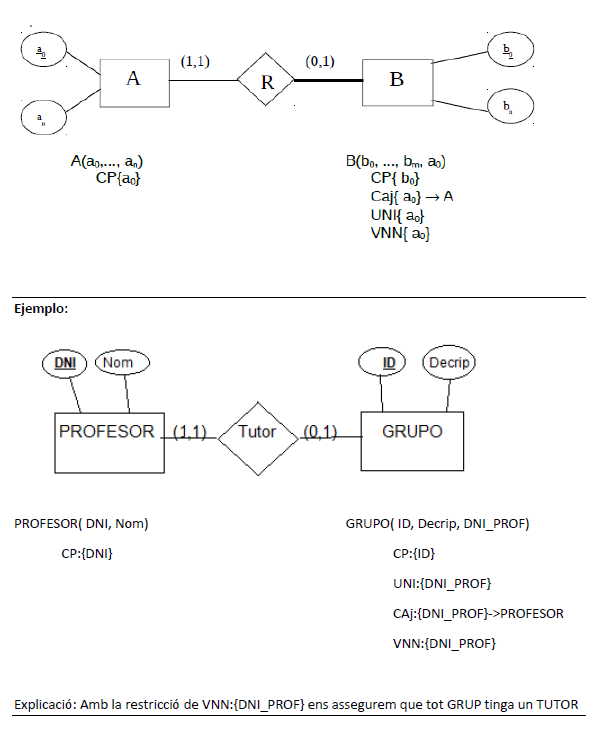 a0
an
A
(1,1)
R
(0,1)
B
b0
bn
A(a0,..., an)
CP{a0}
B(b0, ..., bm, a0)
CP{ b0}
Caj{ a0} → A
UNI{ a0}
VNN{ a0}
Ejemplo:
DNI
Nom
ID
Decrip
PROFESOR
(1,1)
Tutor
(0,1)
GRUPO
PROFESOR( DNI, Nom)
CP:{DNI}
GRUPO( ID, Decrip, DNI_PROF)
CP:{ID}
UNI:{DNI_PROF}
CAj:{DNI_PROF}->PROFESOR
VNN:{DNI_PROF}
Explicació: Amb la restricció de VNN:{DNI_PROF} ens assegurem que tot GRUP tinga un TUTOR